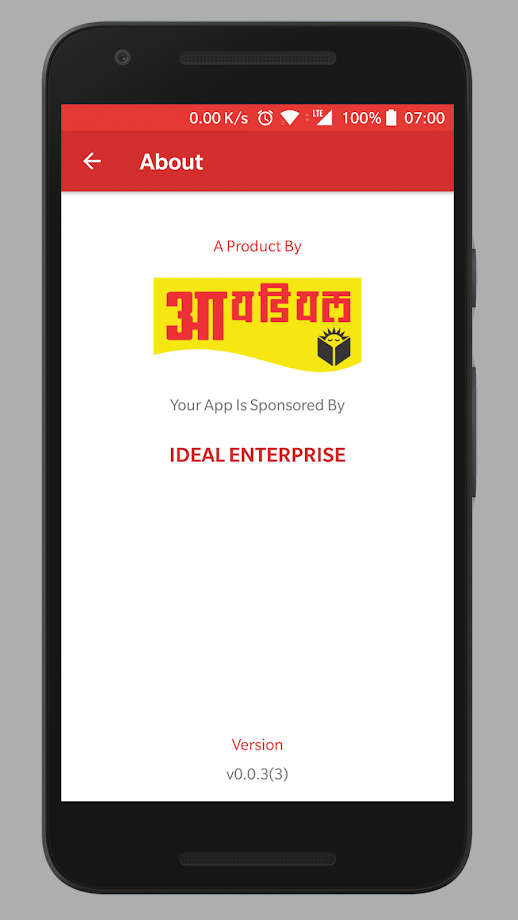 0.00 K/s LTE 100% 07:00
About
A Product By
आयडियल
Your App Is Sponsored By
IDEAL ENTERPRISE
Version
v0.0.3(3)